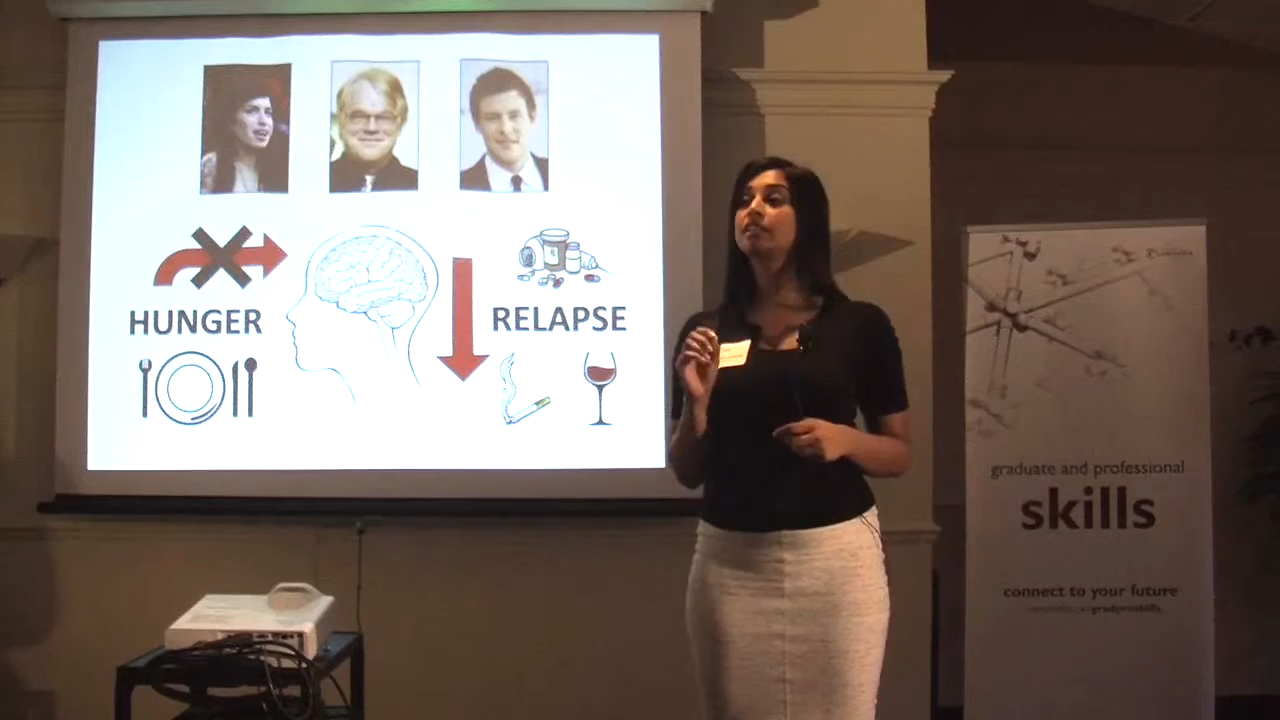 HUNGER
RELAPSE
graduate and professional
skills
connect to your future